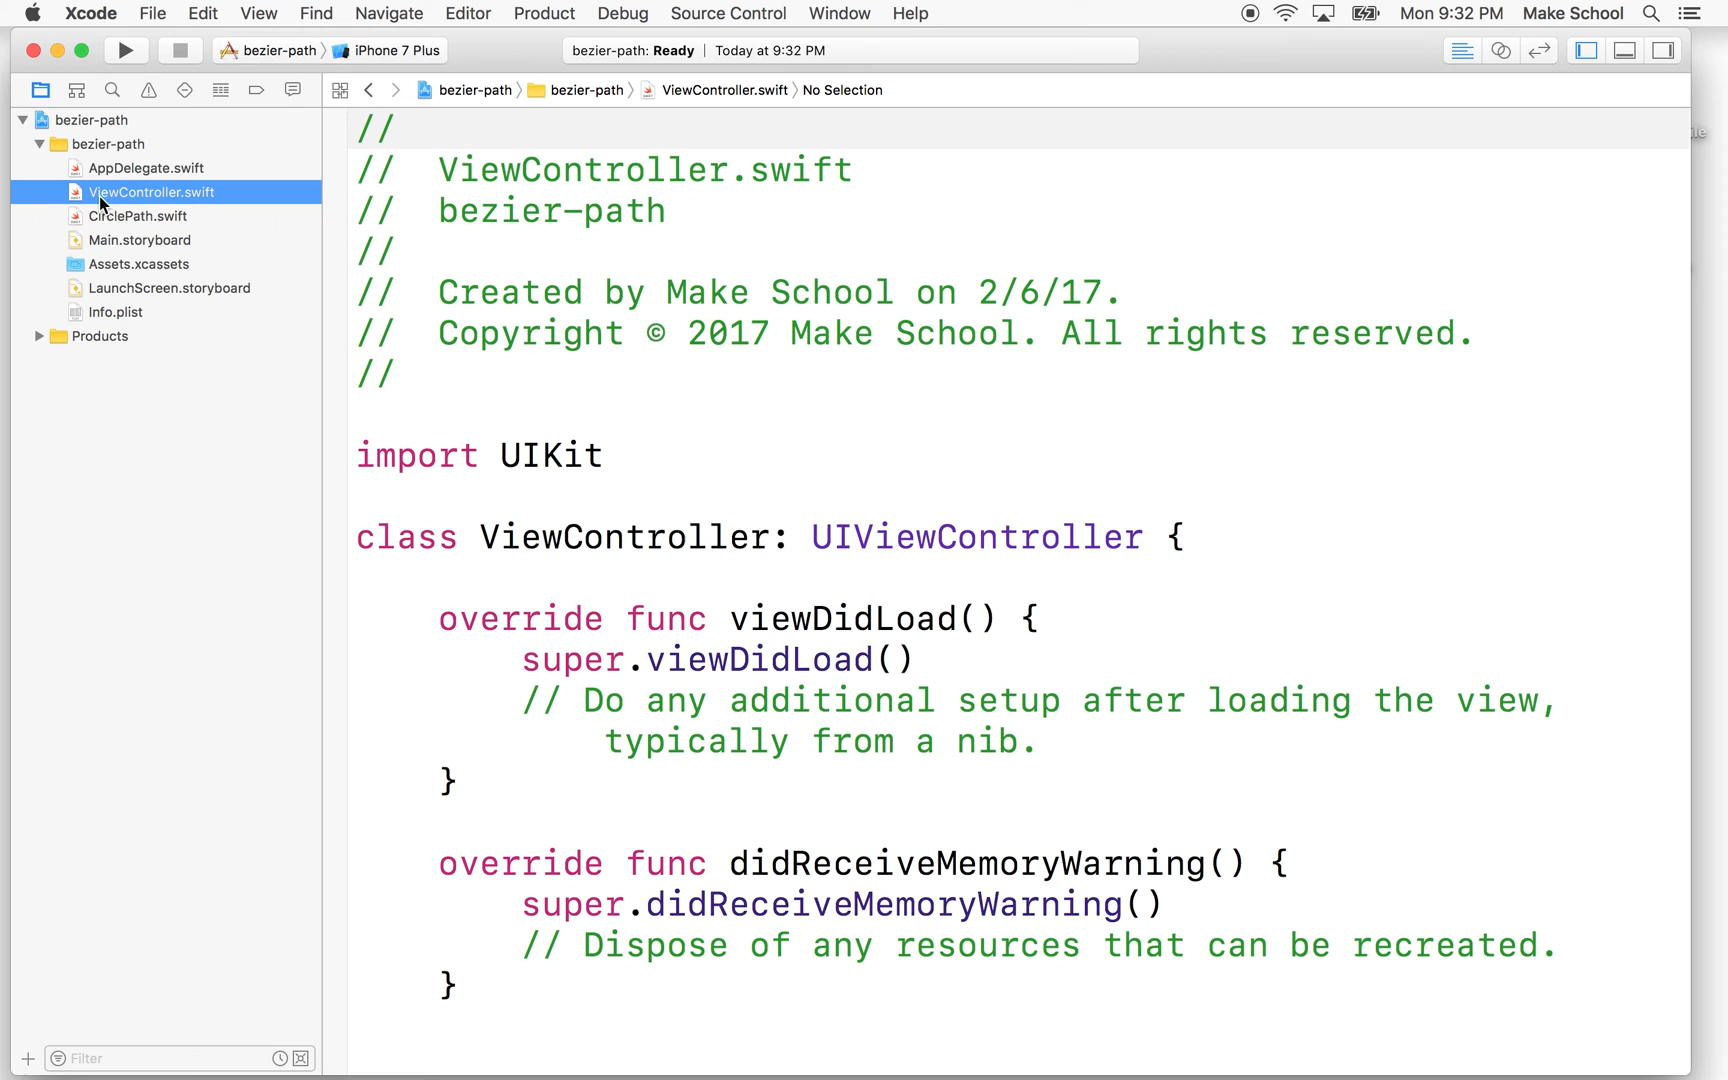 Xcode File Edit View Find Navigate Editor Product Debug Source Control Window Help Mon 9:32 PM Make School
bezier-path iPhone 7 Plus bezier-path: Ready | Today at 9:32 PM
bezier-path bezier-path ViewController.swift No Selection
bezier-path
bezier-path
AppDelegate.swift
ViewController.swift
CirclePath.swift
Main.storyboard
Assets.xcassets
LaunchScreen.storyboard
Info.plist
Products
Filter
//
// ViewController.swift
// bezier-path
//
// Created by Make School on 2/6/17.
// Copyright © 2017 Make School. All rights reserved.
//
import UIKit
class ViewController: UIViewController {
override func viewDidLoad() {
super.viewDidLoad()
// Do any additional setup after loading the view,
typically from a nib.
}
override func didReceiveMemoryWarning() {
super.didReceiveMemoryWarning()
// Dispose of any resources that can be recreated.
}